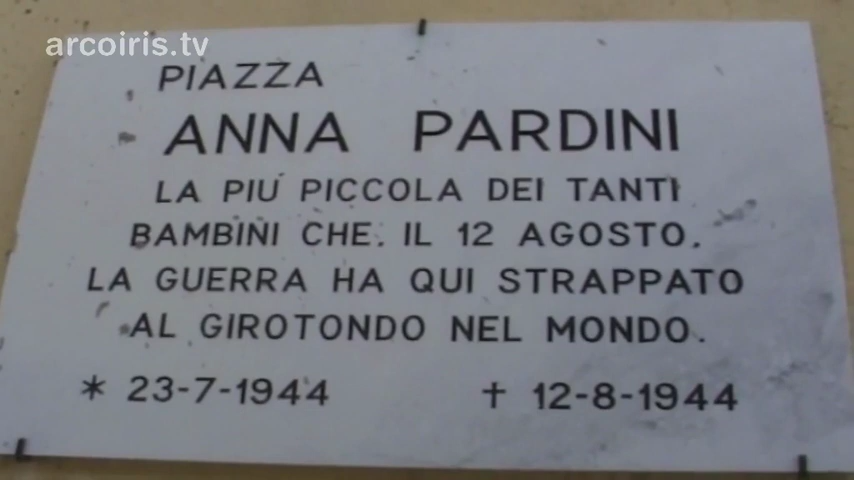 arcoiris.tv
PIAZZA
ANNA PARDINI
LA PIU PICCOLA DEI TANTI
BAMBINI CHE, IL 12 AGOSTO,
LA GUERRA HA QUI STRAPPATO
AL GIROTONDO NEL MONDO.
* 23-7-1944 † 12-8-1944